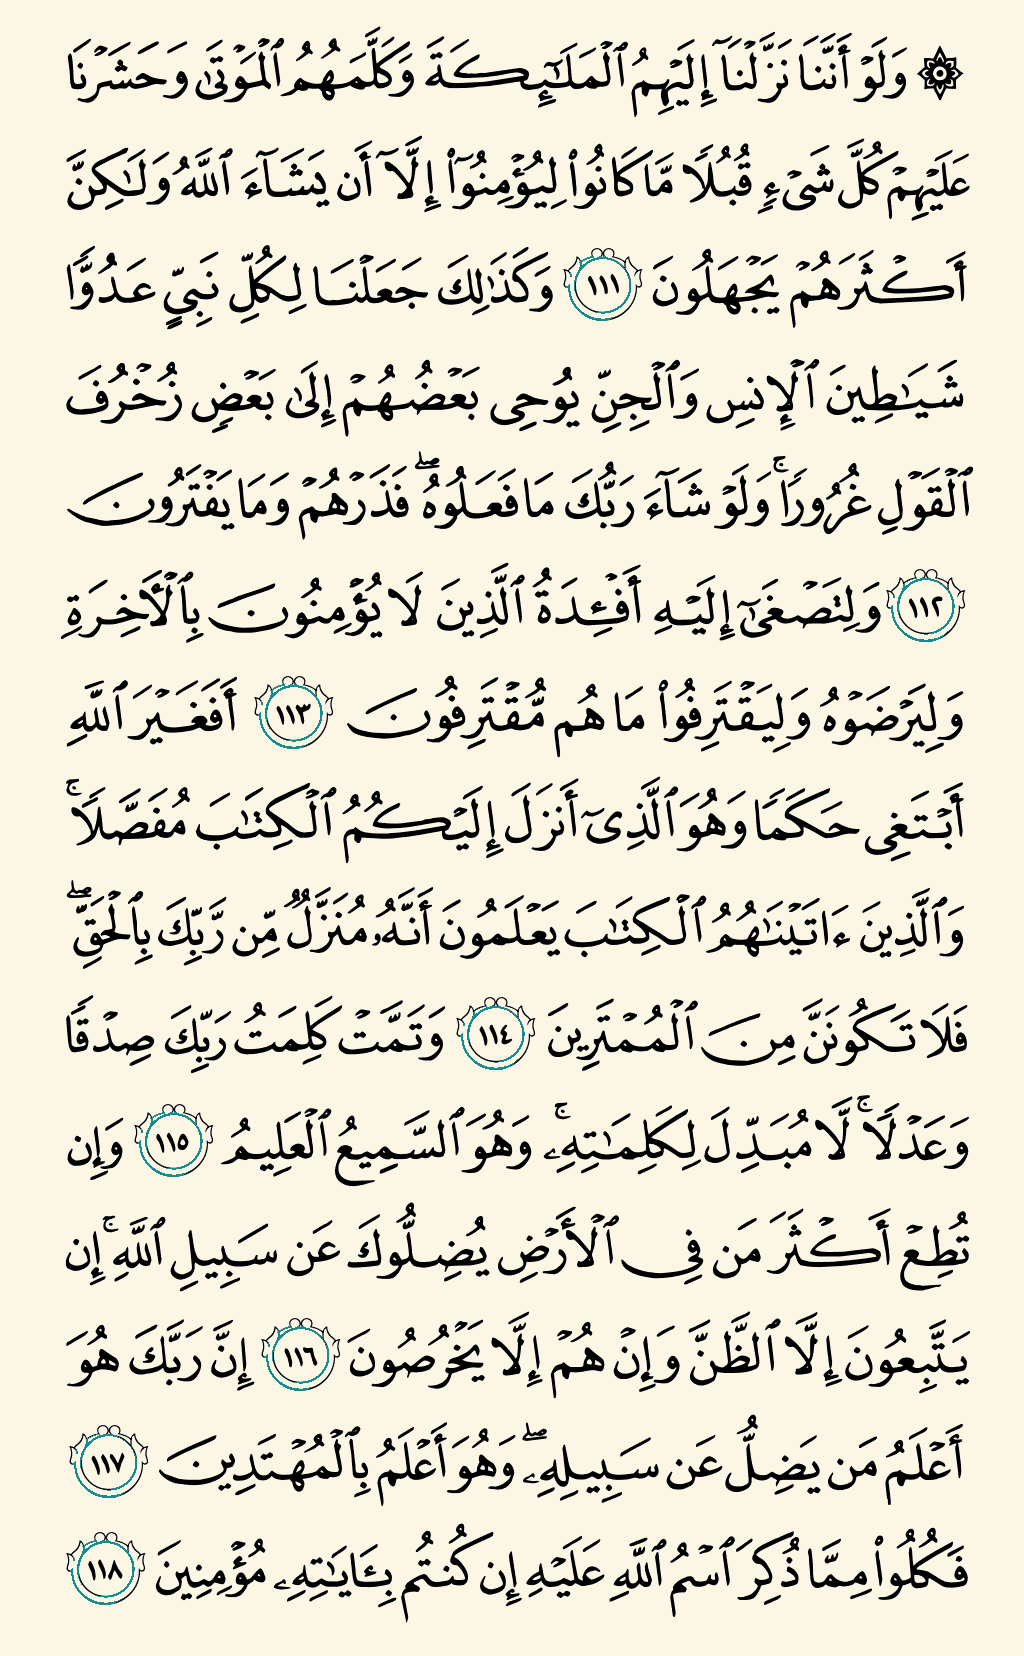 ۞ وَلَوْ أَنَّنَا نَزَّلْنَآ إِلَيْهِمُ ٱلْمَلَـٰٓئِكَةَ وَكَلَّمَهُمُ ٱلْمَوْتَىٰ وَحَشَرْنَا
عَلَيْهِمْ كُلَّ شَىْءٍ قُبُلًا مَّا كَانُوا۟ لِيُؤْمِنُوٓا۟ إِلَّآ أَن يَشَآءَ ٱللَّهُ وَلَـٰكِنَّ
أَكْثَرَهُمْ يَجْهَلُونَ ١١١ وَكَذَٰلِكَ جَعَلْنَا لِكُلِّ نَبِىٍّ عَدُوًّا
شَيَـٰطِينَ ٱلْإِنسِ وَٱلْجِنِّ يُوحِى بَعْضُهُمْ إِلَىٰ بَعْضٍ زُخْرُفَ
ٱلْقَوْلِ غُرُورًا ۚ وَلَوْ شَآءَ رَبُّكَ مَا فَعَلُوهُ ۖ فَذَرْهُمْ وَمَا يَفْتَرُونَ
١١٢ وَلِتَصْغَىٰٓ إِلَيْهِ أَفْـِٔدَةُ ٱلَّذِينَ لَا يُؤْمِنُونَ بِٱلْـَٔاخِرَةِ
وَلِيَرْضَوْهُ وَلِيَقْتَرِفُوا۟ مَا هُم مُّقْتَرِفُونَ ١١٣ أَفَغَيْرَ ٱللَّهِ
أَبْتَغِى حَكَمًا وَهُوَ ٱلَّذِىٓ أَنزَلَ إِلَيْكُمُ ٱلْكِتَـٰبَ مُفَصَّلًا ۚ
وَٱلَّذِينَ ءَاتَيْنَـٰهُمُ ٱلْكِتَـٰبَ يَعْلَمُونَ أَنَّهُۥ مُنَزَّلٌ مِّن رَّبِّكَ بِٱلْحَقِّ ۖ
فَلَا تَكُونَنَّ مِنَ ٱلْمُمْتَرِينَ ١١٤ وَتَمَّتْ كَلِمَتُ رَبِّكَ صِدْقًا
وَعَدْلًا ۚ لَّا مُبَدِّلَ لِكَلِمَـٰتِهِۦ ۚ وَهُوَ ٱلسَّمِيعُ ٱلْعَلِيمُ ١١٥ وَإِن
تُطِعْ أَكْثَرَ مَن فِى ٱلْأَرْضِ يُضِلُّوكَ عَن سَبِيلِ ٱللَّهِ ۚ إِن
يَتَّبِعُونَ إِلَّا ٱلظَّنَّ وَإِنْ هُمْ إِلَّا يَخْرُصُونَ ١١٦ إِنَّ رَبَّكَ هُوَ
أَعْلَمُ مَن يَضِلُّ عَن سَبِيلِهِۦ ۖ وَهُوَ أَعْلَمُ بِٱلْمُهْتَدِينَ ١١٧
فَكُلُوا۟ مِمَّا ذُكِرَ ٱسْمُ ٱللَّهِ عَلَيْهِ إِن كُنتُم بِـَٔايَـٰتِهِۦ مُؤْمِنِينَ ١١٨